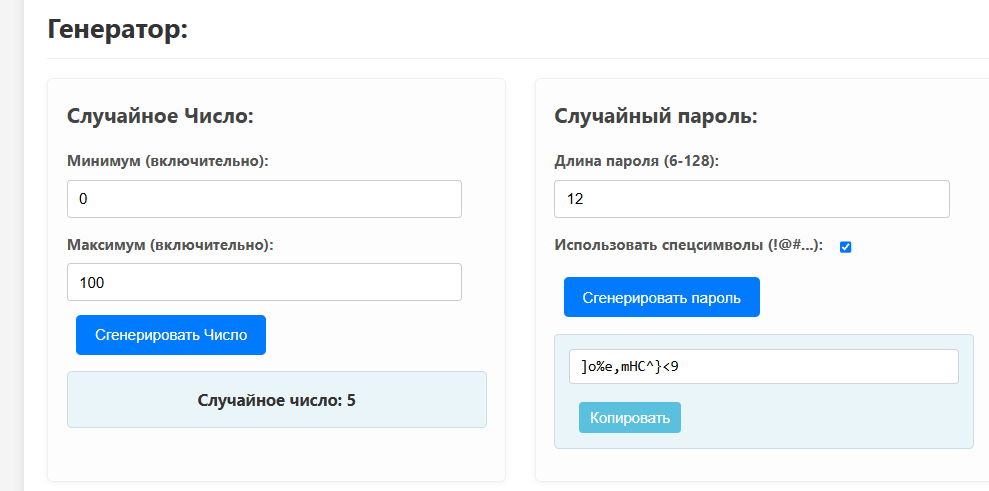 Генератор:
Случайное Число:
Минимум (включительно):
0
Максимум (включительно):
100
Сгенерировать Число
Случайное число: 5
Случайный пароль:
Длина пароля (6-128):
12
Использовать спецсимволы (!@#...):
Сгенерировать пароль
]o%e,mHC^}<9
Копировать